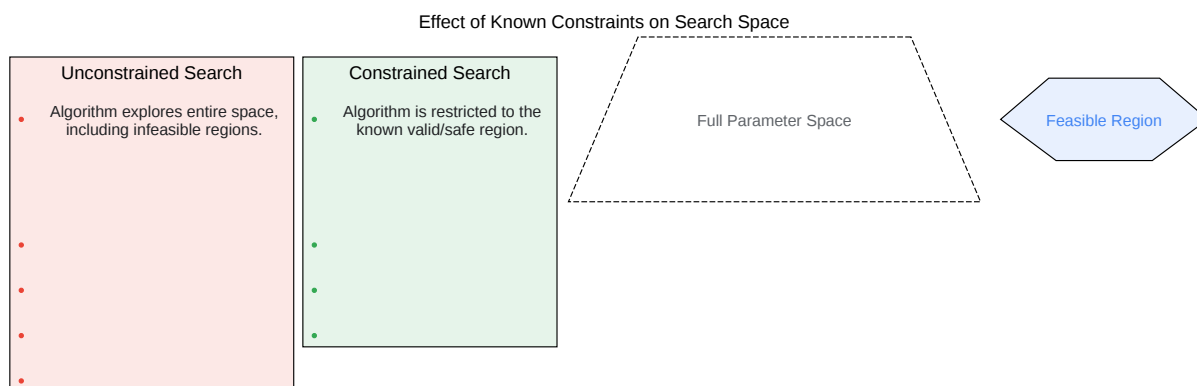 Effect of Known Constraints on Search Space
Unconstrained Search
Algorithm explores entire space,
including infeasible regions.
Constrained Search
Algorithm is restricted to the
known valid/safe region.
Full Parameter Space
Feasible Region